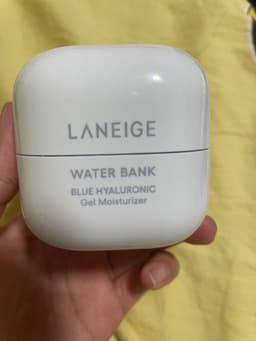 LANEIGE
WATER BANK
BLUE HYALURONIC
Gel Moisturizer